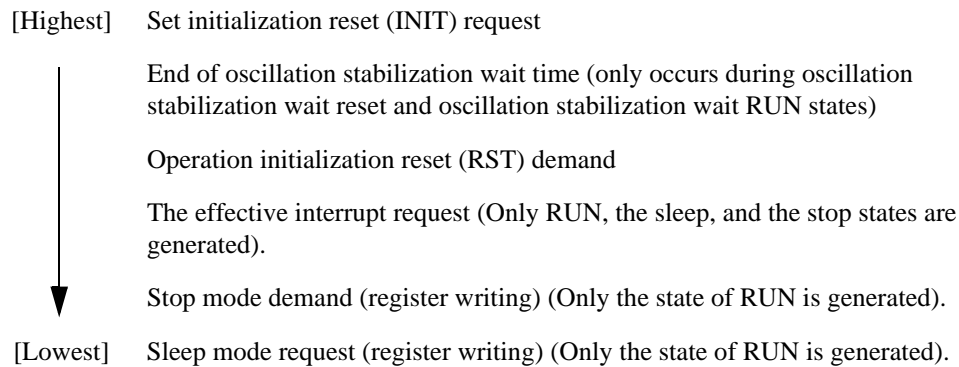 [Highest] Set initialization reset (INIT) request
End of oscillation stabilization wait time (only occurs during oscillation
stabilization wait reset and oscillation stabilization wait RUN states)
Operation initialization reset (RST) demand
The effective interrupt request (Only RUN, the sleep, and the stop states are
generated).
Stop mode demand (register writing) (Only the state of RUN is generated).
[Lowest] Sleep mode request (register writing) (Only the state of RUN is generated).